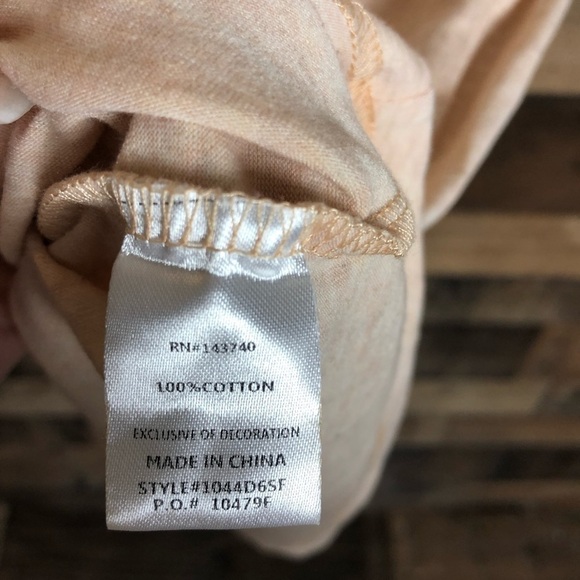 RN#143740
100%COTTON
EXCLUSIVE OF DECORATION
MADE IN CHINA
STYLE#1044D6SF
P.O.# 10479F